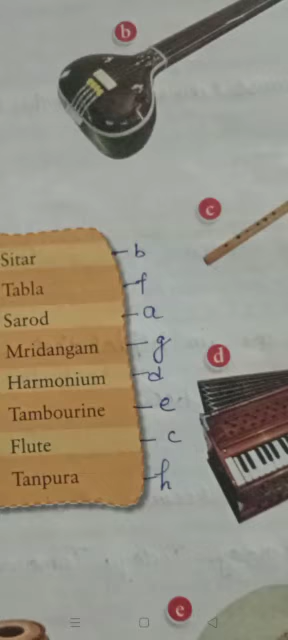 b
c
Sitar - b
Tabla - f
Sarod - a
Mridangam - g
d
Harmonium - d
Tambourine - e
Flute - c
Tanpura - h
e